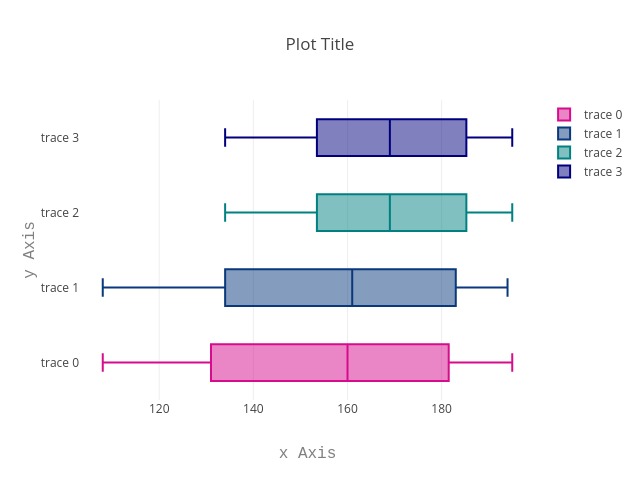 Plot Title
trace 3
trace 2
trace 1
trace 0
y Axis
120 140 160 180
x Axis
trace 0
trace 1
trace 2
trace 3